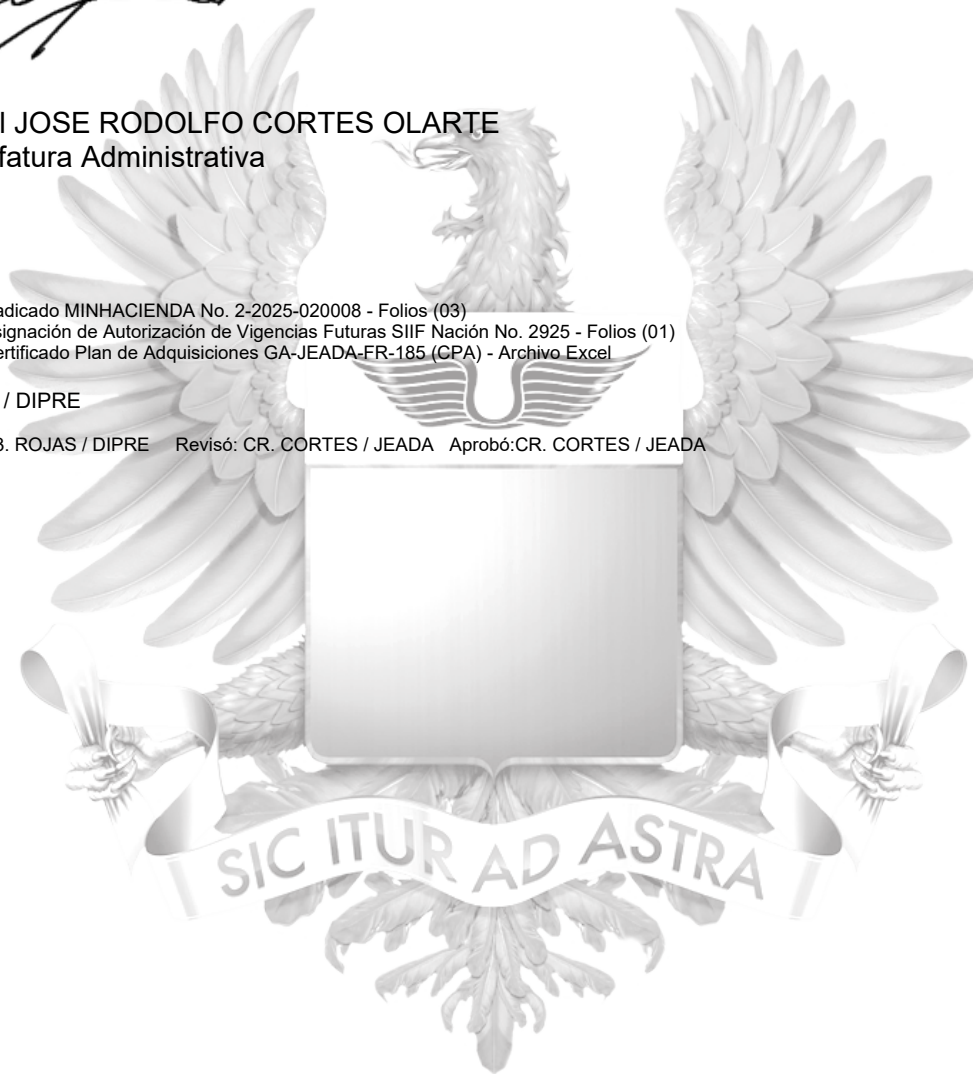 l JOSE RODOLFO CORTES OLARTE
fatura Administrativa
adicado MINHACIENDA No. 2-2025-020008 - Folios (03)
signación de Autorización de Vigencias Futuras SIIF Nación No. 2925 - Folios (01)
ertificado Plan de Adquisiciones GA-JEADA-FR-185 (CPA) - Archivo Excel
/ DIPRE
B. ROJAS / DIPRE Revisó: CR. CORTES / JEADA Aprobó:CR. CORTES / JEADA
SIC ITUR AD ASTRA